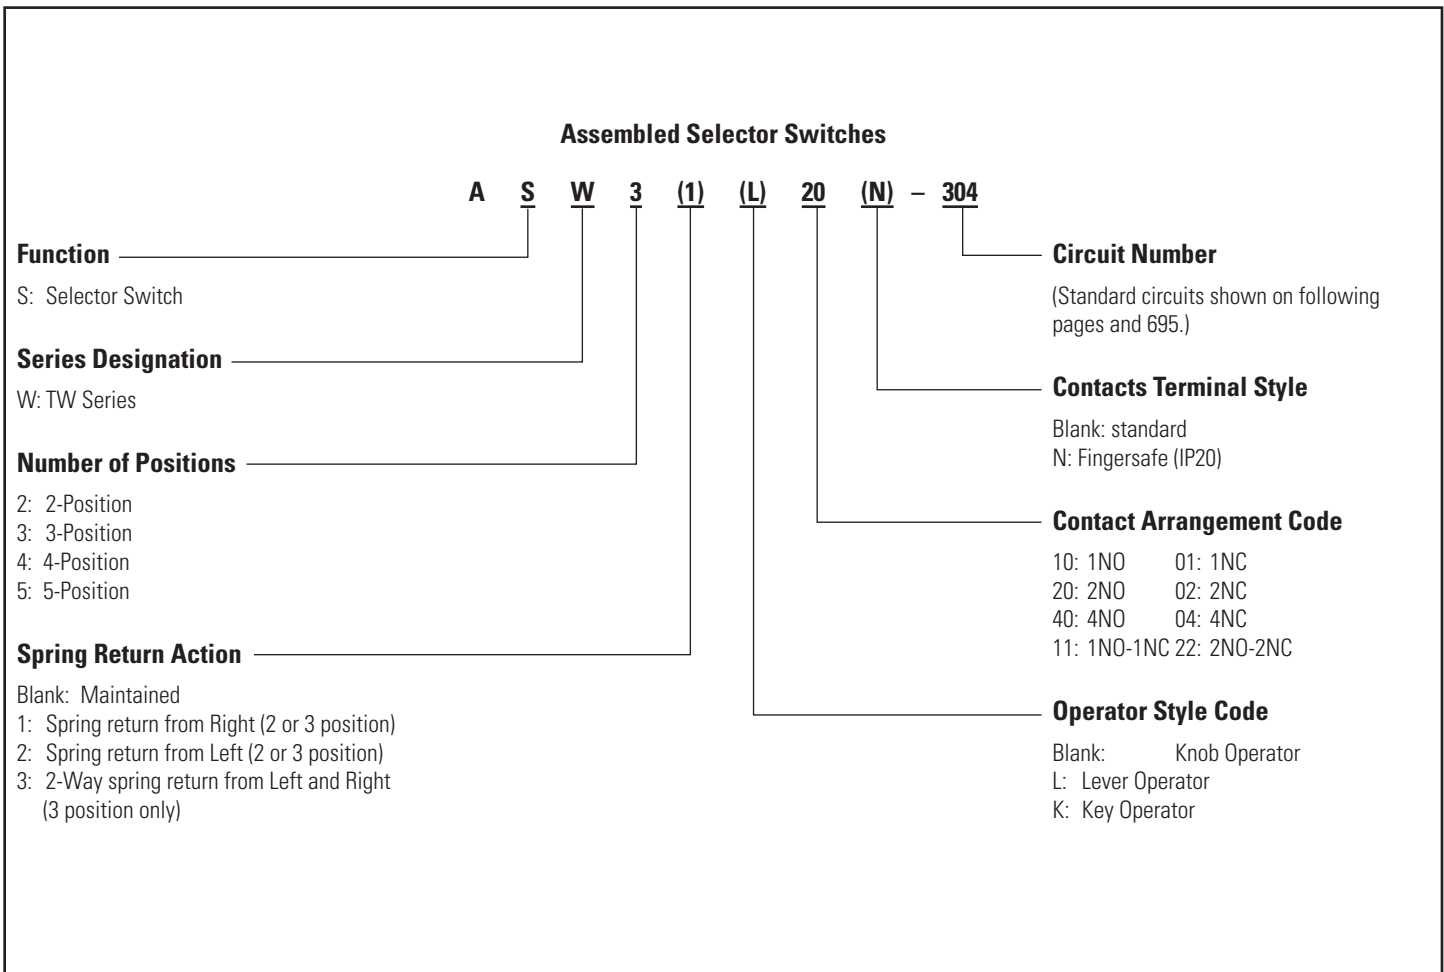 Assembled Selector Switches
A S W 3 (1) (L) 20 (N) – 304
Function
S: Selector Switch
Series Designation
W: TW Series
Number of Positions
2: 2-Position
3: 3-Position
4: 4-Position
5: 5-Position
Spring Return Action
Blank: Maintained
1: Spring return from Right (2 or 3 position)
2: Spring return from Left (2 or 3 position)
3: 2-Way spring return from Left and Right
(3 position only)
Circuit Number
(Standard circuits shown on following
pages and 695.)
Contacts Terminal Style
Blank: standard
N: Fingersafe (IP20)
Contact Arrangement Code
10: 1NO 01: 1NC
20: 2NO 02: 2NC
40: 4NO 04: 4NC
11: 1NO-1NC 22: 2NO-2NC
Operator Style Code
Blank: Knob Operator
L: Lever Operator
K: Key Operator